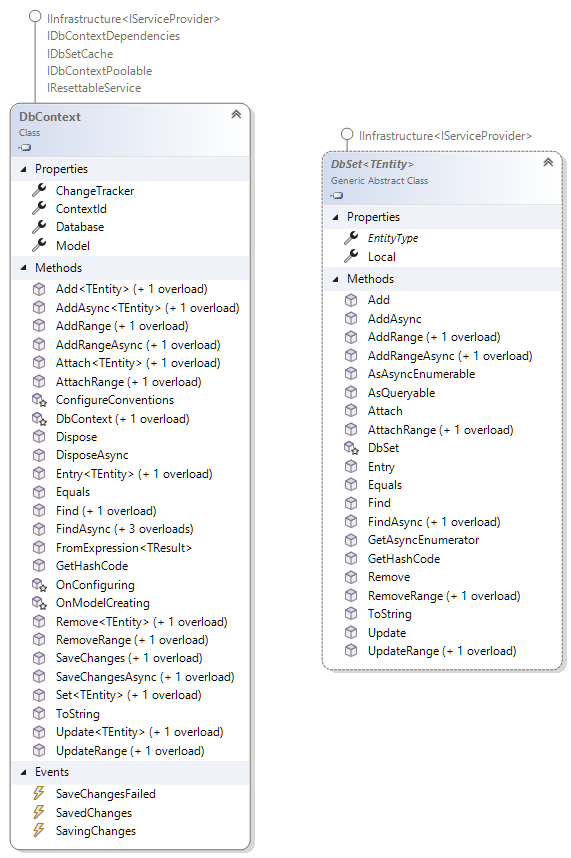 IInfrastructure<IServiceProvider>
IDbContextDependencies
IDbSetCache
IDbContextPoolable
IResettableService
DbContext
Class
Properties
ChangeTracker
ContextId
Database
Model
Methods
Add<TEntity> (+ 1 overload)
AddAsync<TEntity> (+ 1 overload)
AddRange (+ 1 overload)
AddRangeAsync (+ 1 overload)
Attach<TEntity> (+ 1 overload)
AttachRange (+ 1 overload)
ConfigureConventions
DbContext (+ 1 overload)
Dispose
DisposeAsync
Entry<TEntity> (+ 1 overload)
Equals
Find (+ 1 overload)
FindAsync (+ 3 overloads)
FromExpression<TResult>
GetHashCode
OnConfiguring
OnModelCreating
Remove<TEntity> (+ 1 overload)
RemoveRange (+ 1 overload)
SaveChanges (+ 1 overload)
SaveChangesAsync (+ 1 overload)
Set<TEntity> (+ 1 overload)
ToString
Update<TEntity> (+ 1 overload)
UpdateRange (+ 1 overload)
Events
SaveChangesFailed
SavedChanges
SavingChanges
IInfrastructure<IServiceProvider>
DbSet<TEntity>
Generic Abstract Class
Properties
EntityType
Local
Methods
Add
AddAsync
AddRange (+ 1 overload)
AddRangeAsync (+ 1 overload)
AsAsyncEnumerable
AsQueryable
Attach
AttachRange (+ 1 overload)
DbSet
Entry
Equals
Find
FindAsync (+ 1 overload)
GetAsyncEnumerator
GetHashCode
Remove
RemoveRange (+ 1 overload)
ToString
Update
UpdateRange (+ 1 overload)